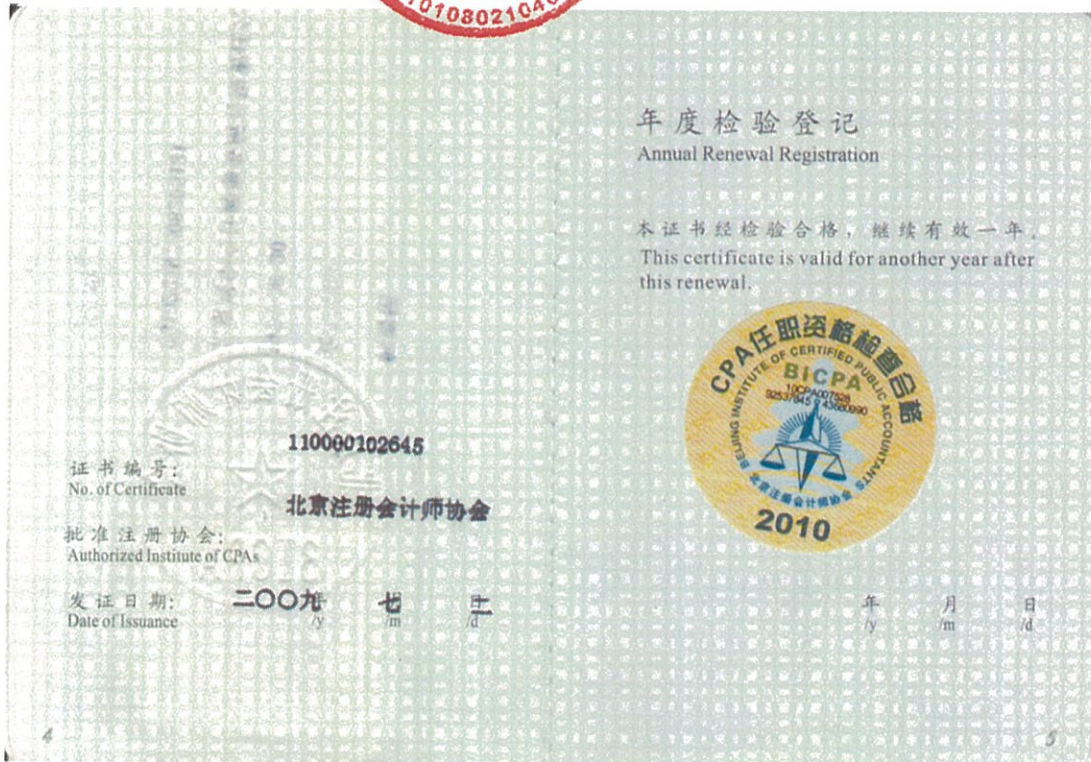 证书编号:
No. of Certificate
110000102645
批准注册协会:
Authorized Institute of CPAs
北京注册会计师协会
发证日期:
Date of Issuance
二〇〇九年 七月
/y /m /d
4
年度检验登记
Annual Renewal Registration
本证书经检验合格，继续有效一年。
This certificate is valid for another year after
this renewal.
CPA任职资格检查合格
BEIJING INSTITUTE OF CERTIFIED PUBLIC ACCOUNTANTS
BICPA
10CPA007528
北京注册会计师协会
2010
年 月 日
/y /m /d
5